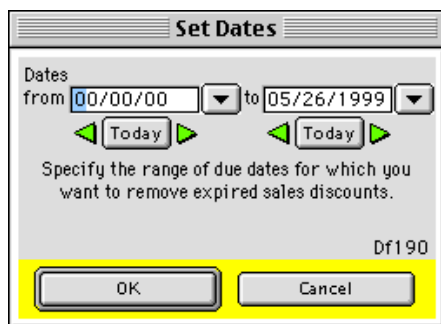 Set Dates
Dates
from 00/00/00 to 05/26/1999
Today Today
Specify the range of due dates for which you
want to remove expired sales discounts.
Df190
OK Cancel